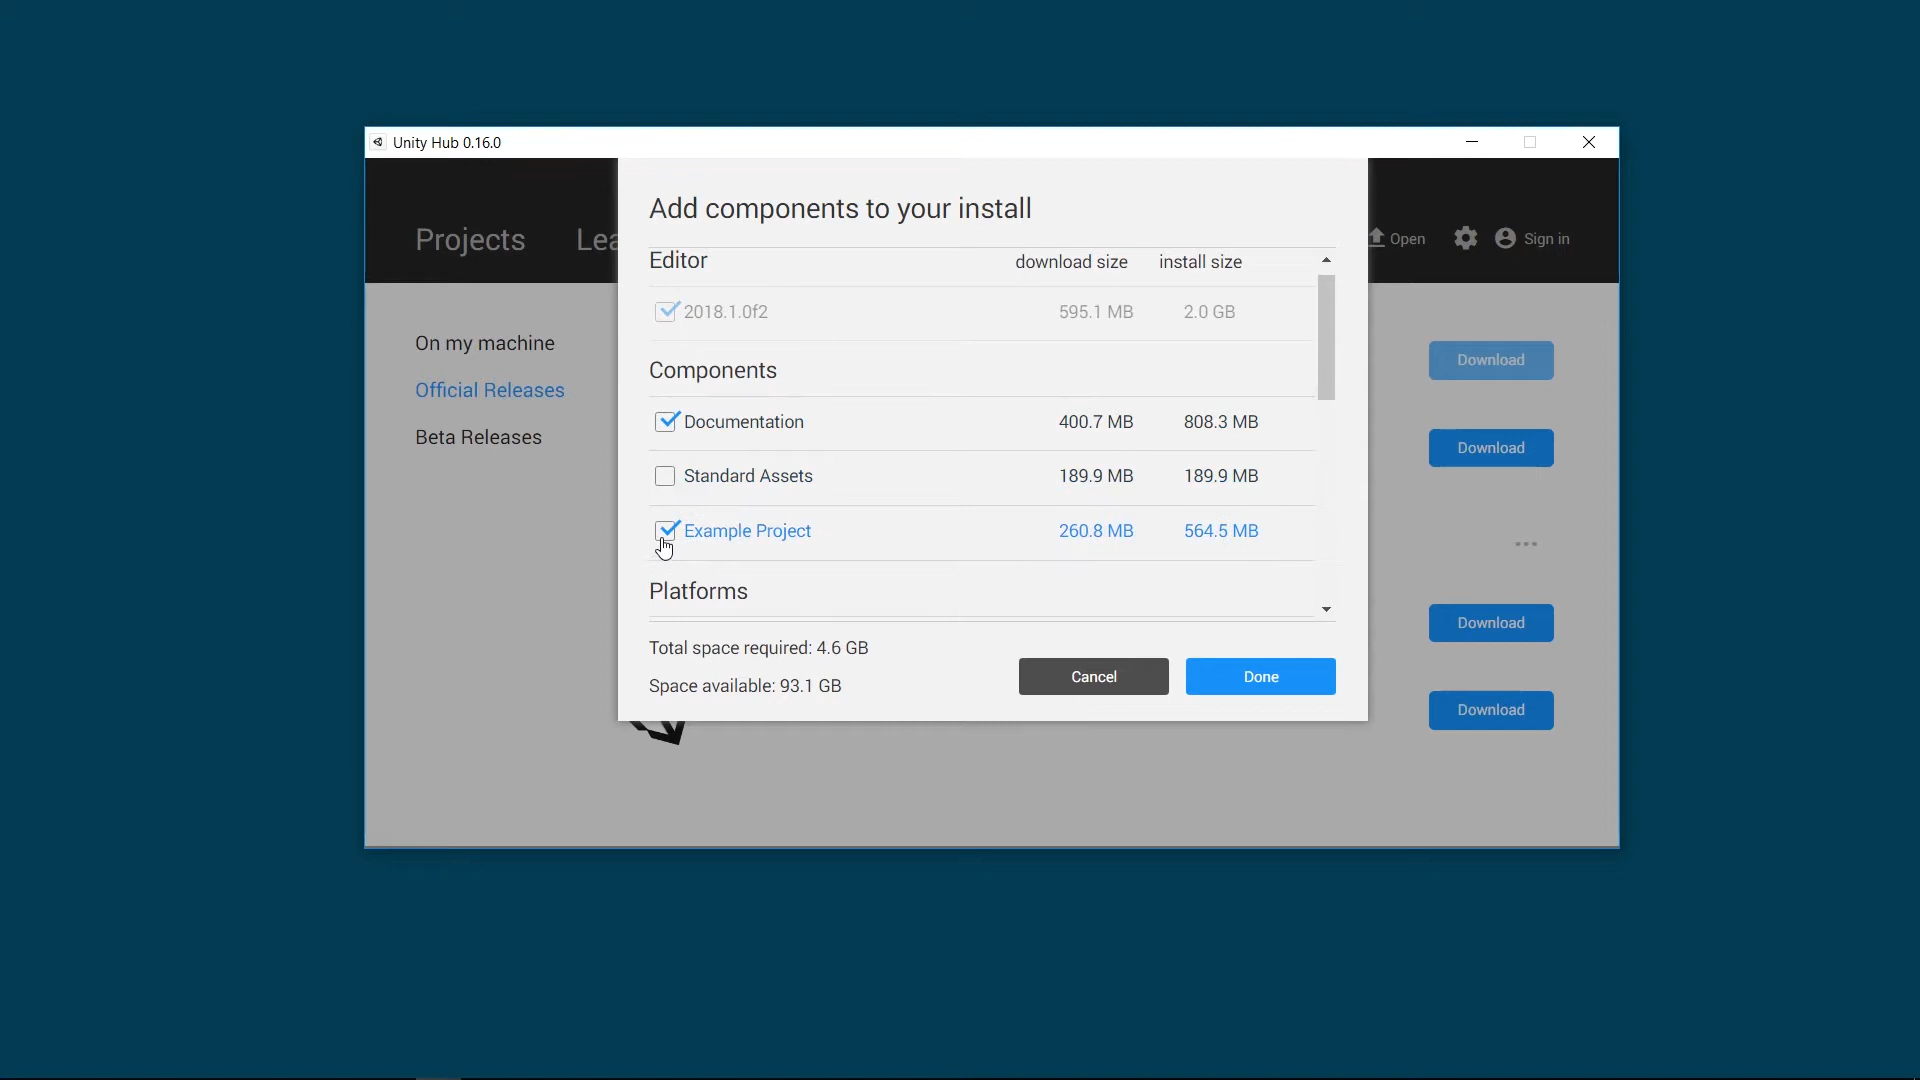 Unity Hub 0.16.0
Add components to your install
Projects Lea
Open Sign in
Editor download size install size
2018.1.0f2 595.1 MB 2.0 GB
On my machine
Official Releases
Beta Releases
Components
Documentation 400.7 MB 808.3 MB
Standard Assets 189.9 MB 189.9 MB
Example Project 260.8 MB 564.5 MB
Platforms
Total space required: 4.6 GB
Space available: 93.1 GB
Cancel Done
Download
Download
Download
Download